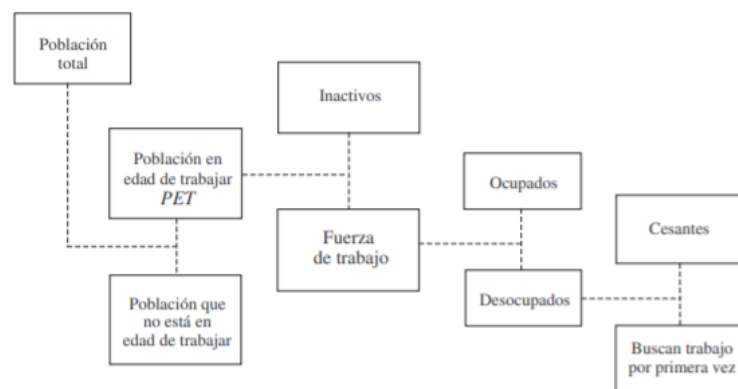 Población
total
Inactivos
Población en
edad de trabajar
PET
Ocupados
Fuerza
de trabajo
Cesantes
Población que
no está en
edad de trabajar
Desocupados
Buscan trabajo
por primera vez